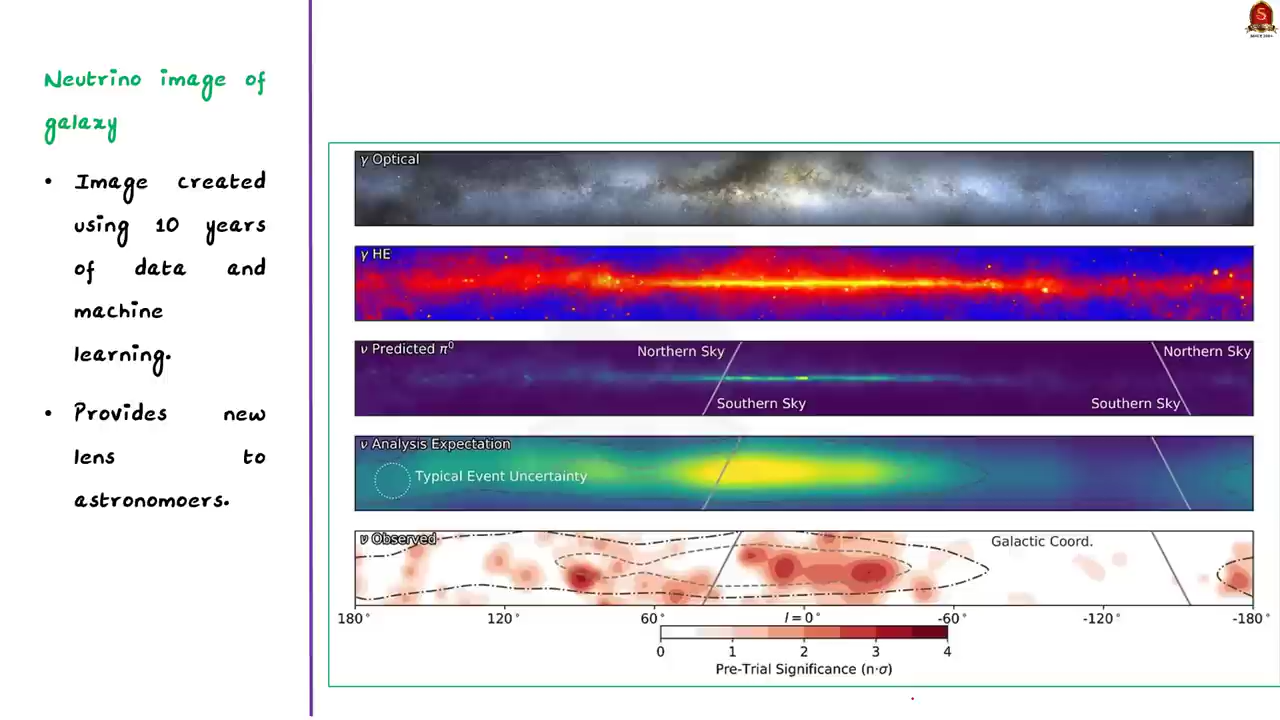 Neutrino image of
galaxy
• Image created
using 10 years
of data and
machine
learning.
• Provides new
lens to
astronomoers.
S
SINCE 2004
γ Optical
γ HE
ν Predicted π⁰
Northern Sky
Northern Sky
Southern Sky
Southern Sky
ν Analysis Expectation
Typical Event Uncertainty
ν Observed
Galactic Coord.
180° 120° 60° l = 0° -60° -120° -180°
0 1 2 3 4
Pre-Trial Significance (n·σ)